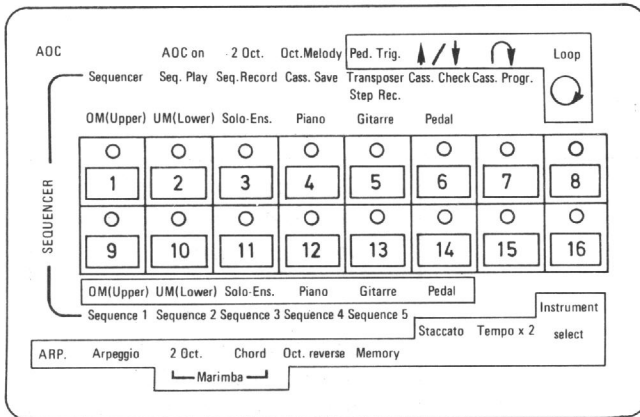 AOC AOC on 2 Oct. Oct.Melody Ped. Trig. / Loop
Sequencer Seq. Play Seq.Record Cass. Save Transposer Cass. Check Cass. Progr.
Step Rec.
OM(Upper) UM(Lower) Solo-Ens. Piano Gitarre Pedal
SEQUENCER
1 2 3 4 5 6 7 8
9 10 11 12 13 14 15 16
OM(Upper) UM(Lower) Solo-Ens. Piano Gitarre Pedal
Sequence 1 Sequence 2 Sequence 3 Sequence 4 Sequence 5
Staccato Tempo x 2 Instrument
select
ARP. Arpeggio 2 Oct. Chord Oct. reverse Memory
Marimba